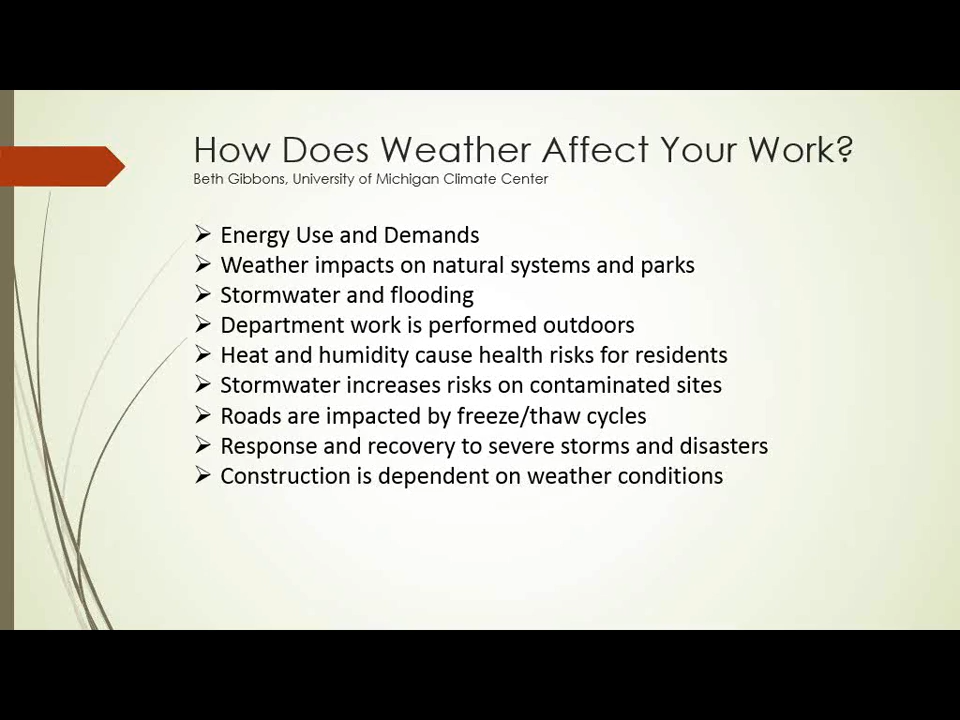 How Does Weather Affect Your Work?
Beth Gibbons, University of Michigan Climate Center
➢ Energy Use and Demands
➢ Weather impacts on natural systems and parks
➢ Stormwater and flooding
➢ Department work is performed outdoors
➢ Heat and humidity cause health risks for residents
➢ Stormwater increases risks on contaminated sites
➢ Roads are impacted by freeze/thaw cycles
➢ Response and recovery to severe storms and disasters
➢ Construction is dependent on weather conditions